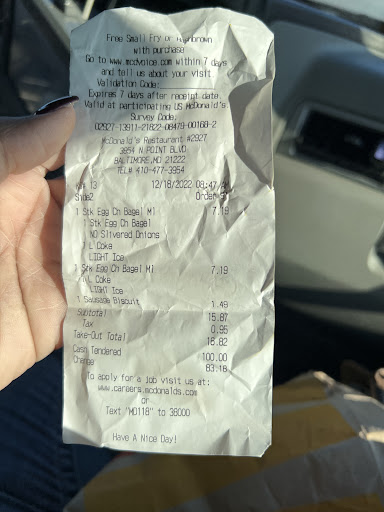 Free Small Fry or
with purchase
Go to www.mcdvoice.com within 7 days
and tell us about your visit.
Validation Code:
Expires 7 days after receipt date.
Valid at participating US McDonald's
Survey Code:
02927-13911-21822-08479-00168-2
McDonald's Restaurant #2927
3854 N POINT BLVD
BALTIMORE,MD 21222
TEL# 410-477-3954
13 12/18/2022 08:47
Side2 Order
1 Stk Egg Ch Bagel Ml 7.19
1 Stk Egg Ch Bagel
NO Slivered Onions
L Coke
LIGHT Ice
1 Stk Egg Ch Bagel Ml 7.19
L Coke
LIGHT Ice
1 Sausage Biscuit 1.49
Subtotal 15.87
Tax 0.95
Take-Out Total 16.82
Cash Tendered 100.00
Change 83.18
To apply for a job visit us at:
www.careers.mcdonalds.com
or
Text "MD118" to 38000
Have A Nice Day!